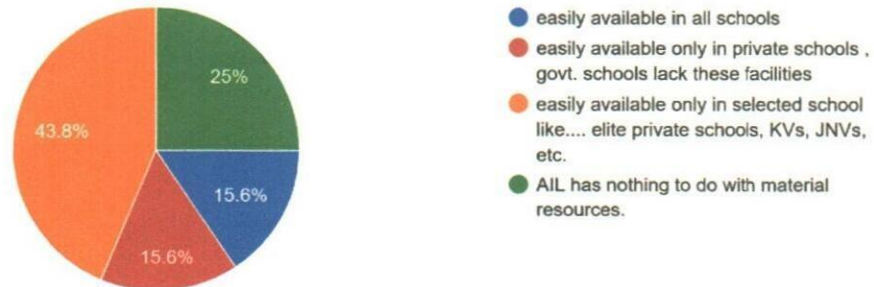 25%
43.8%
15.6%
15.6%
easily available in all schools
easily available only in private schools ,
govt. schools lack these facilities
easily available only in selected school
like.... elite private schools, KVs, JNVs,
etc.
AIL has nothing to do with material
resources.